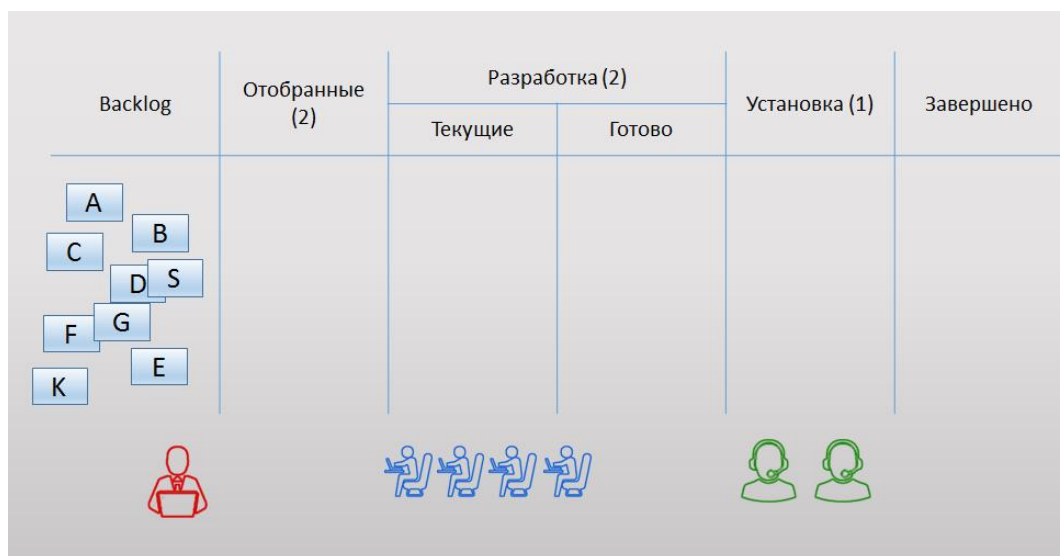 Backlog
Отобранные
(2)
Разработка (2)
Текущие
Готово
Установка (1)
Завершено
A
B
C
D
S
F
G
E
K